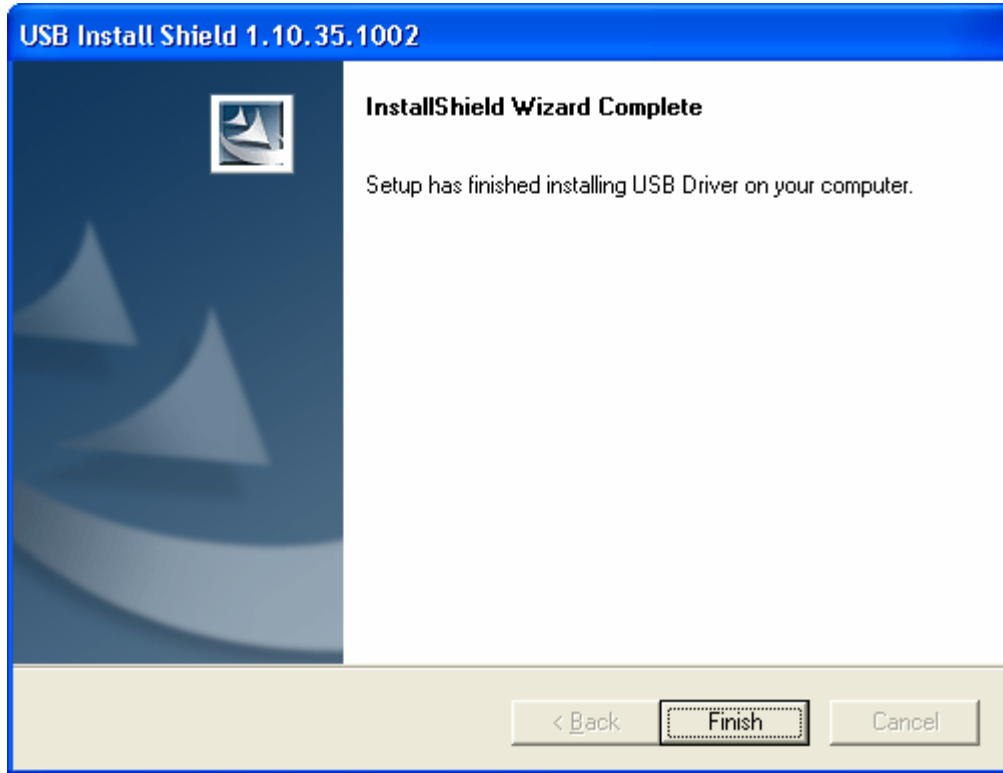 USB Install Shield 1.10.35.1002
InstallShield Wizard Complete
Setup has finished installing USB Driver on your computer.
< Back Finish Cancel